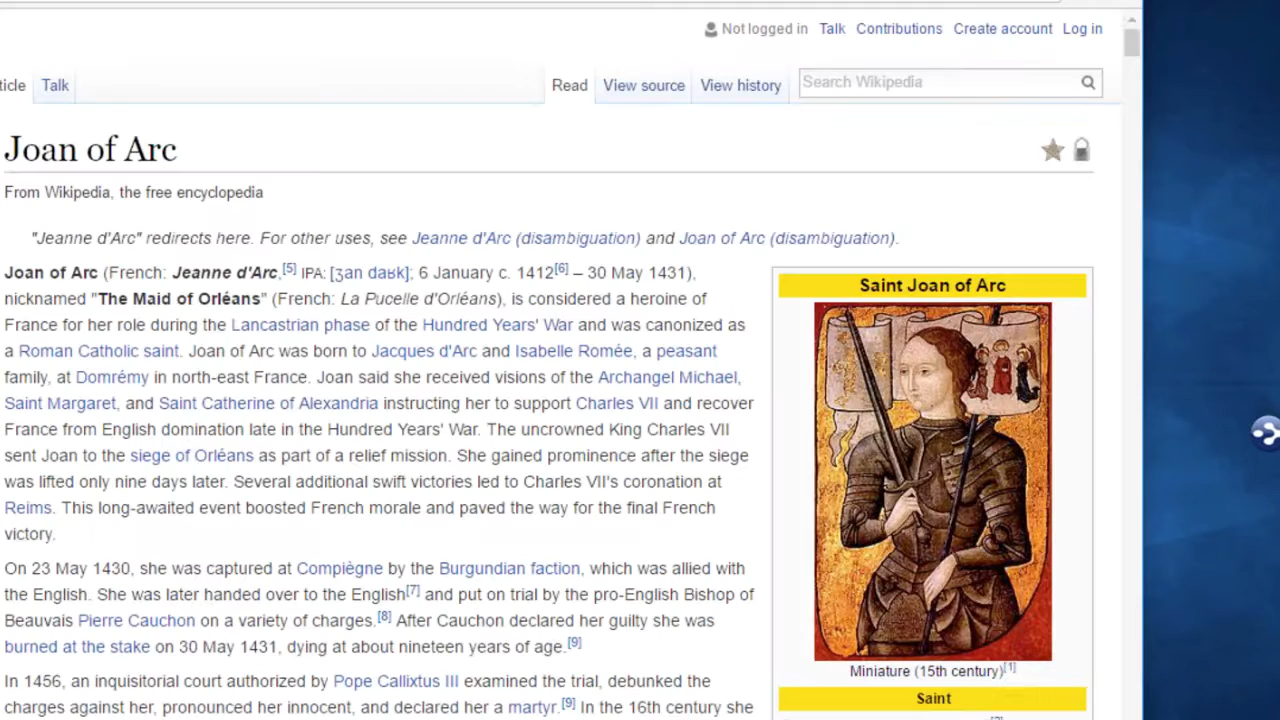 Not logged in Talk Contributions Create account Log in
ticle Talk Read View source View history Search Wikipedia
Joan of Arc
From Wikipedia, the free encyclopedia
"Jeanne d'Arc" redirects here. For other uses, see Jeanne d'Arc (disambiguation) and Joan of Arc (disambiguation).
Joan of Arc (French: Jeanne d'Arc,[5] IPA: [ʒan daʁk]; 6 January c. 1412[6] – 30 May 1431),
nicknamed "The Maid of Orléans" (French: La Pucelle d'Orléans), is considered a heroine of
France for her role during the Lancastrian phase of the Hundred Years' War and was canonized as
a Roman Catholic saint. Joan of Arc was born to Jacques d'Arc and Isabelle Romée, a peasant
family, at Domrémy in north-east France. Joan said she received visions of the Archangel Michael,
Saint Margaret, and Saint Catherine of Alexandria instructing her to support Charles VII and recover
France from English domination late in the Hundred Years' War. The uncrowned King Charles VII
sent Joan to the siege of Orléans as part of a relief mission. She gained prominence after the siege
was lifted only nine days later. Several additional swift victories led to Charles VII's coronation at
Reims. This long-awaited event boosted French morale and paved the way for the final French
victory.
On 23 May 1430, she was captured at Compiègne by the Burgundian faction, which was allied with
the English. She was later handed over to the English[7] and put on trial by the pro-English Bishop of
Beauvais Pierre Cauchon on a variety of charges.[8] After Cauchon declared her guilty she was
burned at the stake on 30 May 1431, dying at about nineteen years of age.[9]
In 1456, an inquisitorial court authorized by Pope Callixtus III examined the trial, debunked the
charges against her, pronounced her innocent, and declared her a martyr.[9] In the 16th century she
Saint Joan of Arc
Miniature (15th century)[1]
Saint